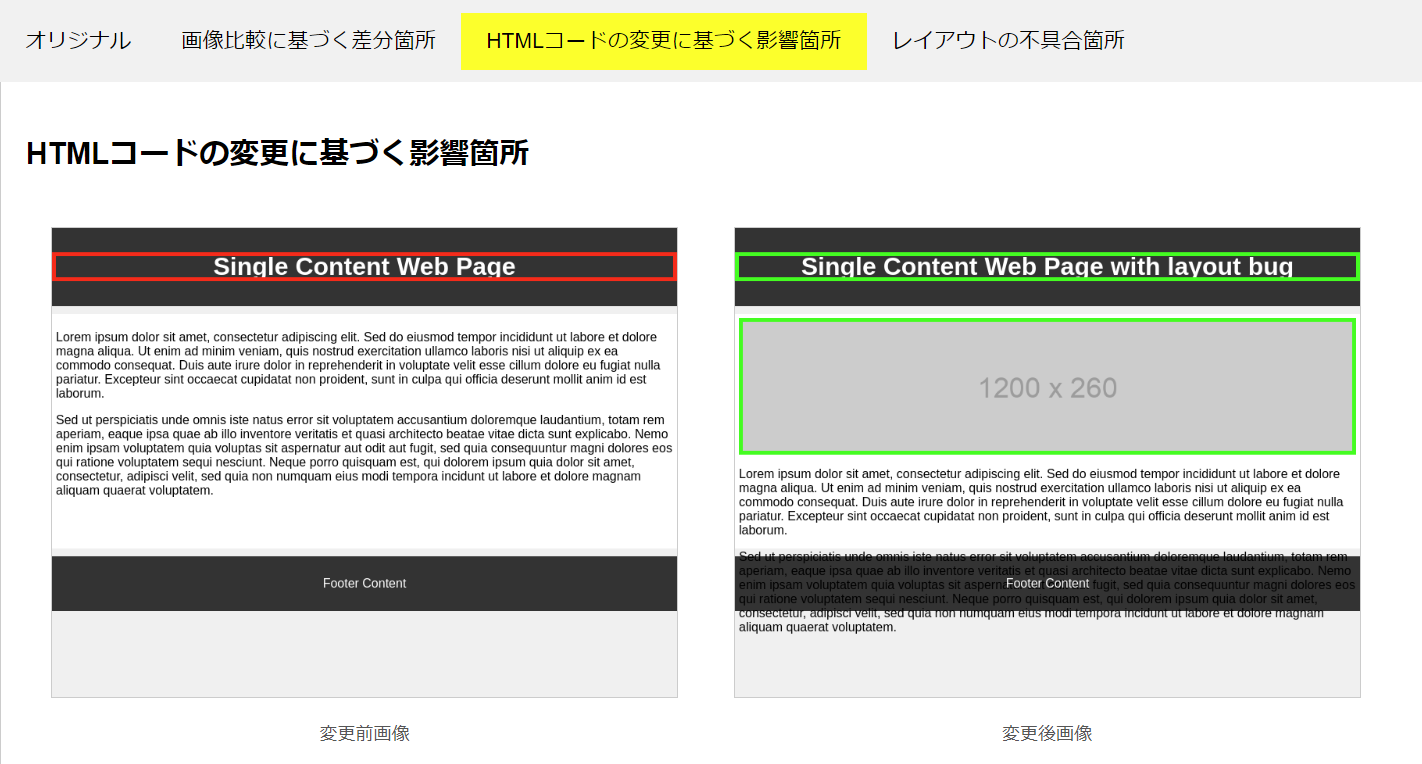 オリジナル
画像比較に基づく差分箇所
HTMLコードの変更に基づく影響箇所
レイアウトの不具合箇所
HTMLコードの変更に基づく影響箇所
Single Content Web Page
Lorem ipsum dolor sit amet, consectetur adipiscing elit. Sed do eiusmod tempor incididunt ut labore et dolore
magna aliqua. Ut enim ad minim veniam, quis nostrud exercitation ullamco laboris nisi ut aliquip ex ea
commodo consequat. Duis aute irure dolor in reprehenderit in voluptate velit esse cillum dolore eu fugiat nulla
pariatur. Excepteur sint occaecat cupidatat non proident, sunt in culpa qui officia deserunt mollit anim id est
laborum.
Sed ut perspiciatis unde omnis iste natus error sit voluptatem accusantium doloremque laudantium, totam rem
aperiam, eaque ipsa quae ab illo inventore veritatis et quasi architecto beatae vitae dicta sunt explicabo. Nemo
enim ipsam voluptatem quia voluptas sit aspernatur aut odit aut fugit, sed quia consequuntur magni dolores eos
qui ratione voluptatem sequi nesciunt. Neque porro quisquam est, qui dolorem ipsum quia dolor sit amet,
consectetur, adipisci velit, sed quia non numquam eius modi tempora incidunt ut labore et dolore magnam
aliquam quaerat voluptatem.
Footer Content
変更前画像
Single Content Web Page with layout bug
1200 x 260
Lorem ipsum dolor sit amet, consectetur adipiscing elit. Sed do eiusmod tempor incididunt ut labore et dolore
magna aliqua. Ut enim ad minim veniam, quis nostrud exercitation ullamco laboris nisi ut aliquip ex ea
commodo consequat. Duis aute irure dolor in reprehenderit in voluptate velit esse cillum dolore eu fugiat nulla
pariatur. Excepteur sint occaecat cupidatat non proident, sunt in culpa qui officia deserunt mollit anim id est
laborum.
Sed ut perspiciatis unde omnis iste natus error sit voluptatem accusantium doloremque laudantium, totam rem
aperiam, eaque ipsa quae ab illo inventore veritatis et quasi architecto beatae vitae dicta sunt explicabo. Nemo
enim ipsam voluptatem quia voluptas sit aspern aut fugit, sed quia consequuntur magni dolores eos
Footer Content
qui ratione voluptatem sequi nesciunt. Neque porro quisquam est, qui dolorem ipsum quia dolor sit amet,
consectetur, adipisci velit, sed quia non numquam eius modi tempora incidunt ut labore et dolore magnam
aliquam quaerat voluptatem.
変更後画像